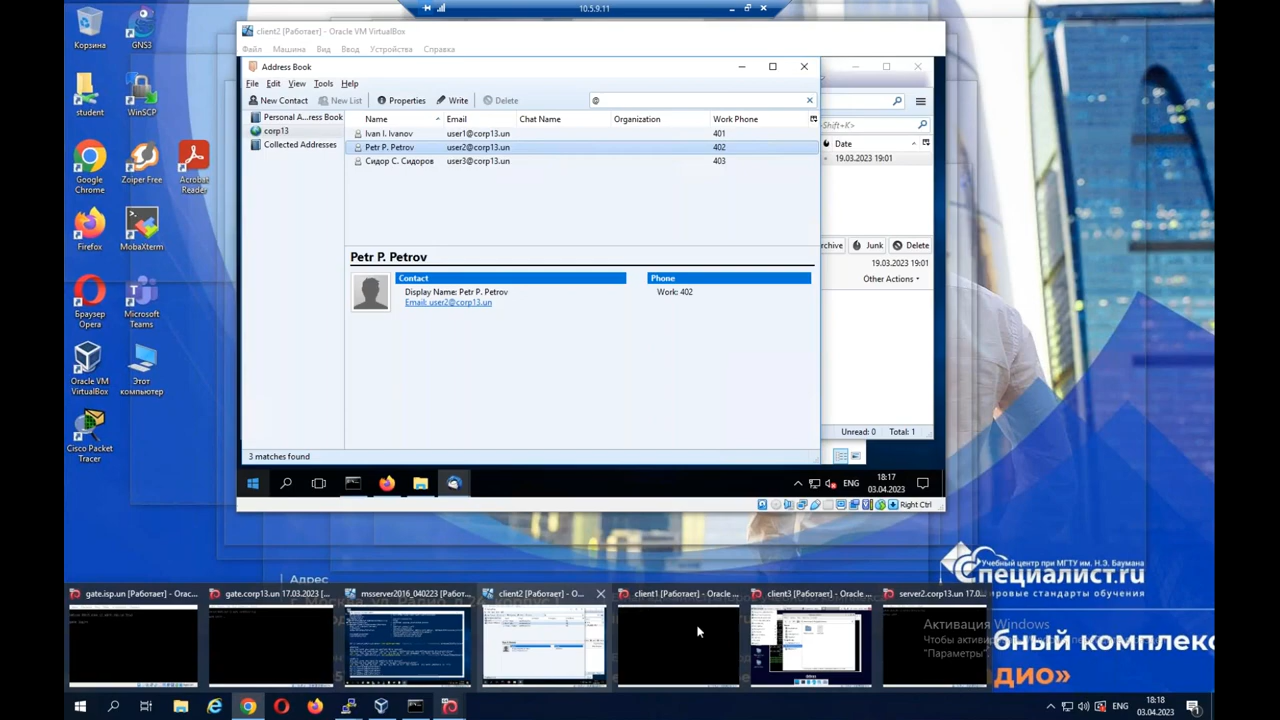 10.5.9.11
Корзина
GNS3
student
WinSCP
Google Chrome
Zoiper Free
Acrobat Reader
Firefox
MobaXterm
Браузер Opera
Microsoft Teams
Oracle VM VirtualBox
Этот компьютер
Cisco Packet Tracer
client2 [Работает] - Oracle VM VirtualBox
Файл Машина Вид Ввод Устройства Справка
Address Book
File Edit View Tools Help
New Contact New List Properties Write Delete @
Personal A...ress Book
corp13
Collected Addresses
Name Email Chat Name Organization Work Phone
Ivan I. Ivanov user1@corp13.un 401
Petr P. Petrov user2@corp13.un 402
Сидор С. Сидоров user3@corp13.un 403
Petr P. Petrov
Contact
Display Name: Petr P. Petrov
Email: user2@corp13.un
Phone
Work: 402
3 matches found
Shift+K>
Date
19.03.2023 19:01
rchive Junk Delete
19.03.2023 19:01
Other Actions
Unread: 0 Total: 1
ENG
18:17
03.04.2023
Right Ctrl
Адрес
Учебный центр при МГТУ им. Н.Э. Баумана
Специалист.ru
ировые стандарты обучения
gate.isp.un [Работает] - Orac...
gate.corp13.un 17.03.2023 [...
msserver2016_040223 [Работ...
client2 [Работает] - O...
client1 [Работает] - Oracle ...
client3 [Работает] - Oracle ...
server2.corp13.un 17.0...
Активация Windows
"Параметры"
бный комплекс
дио»
ENG
18:18
03.04.2023